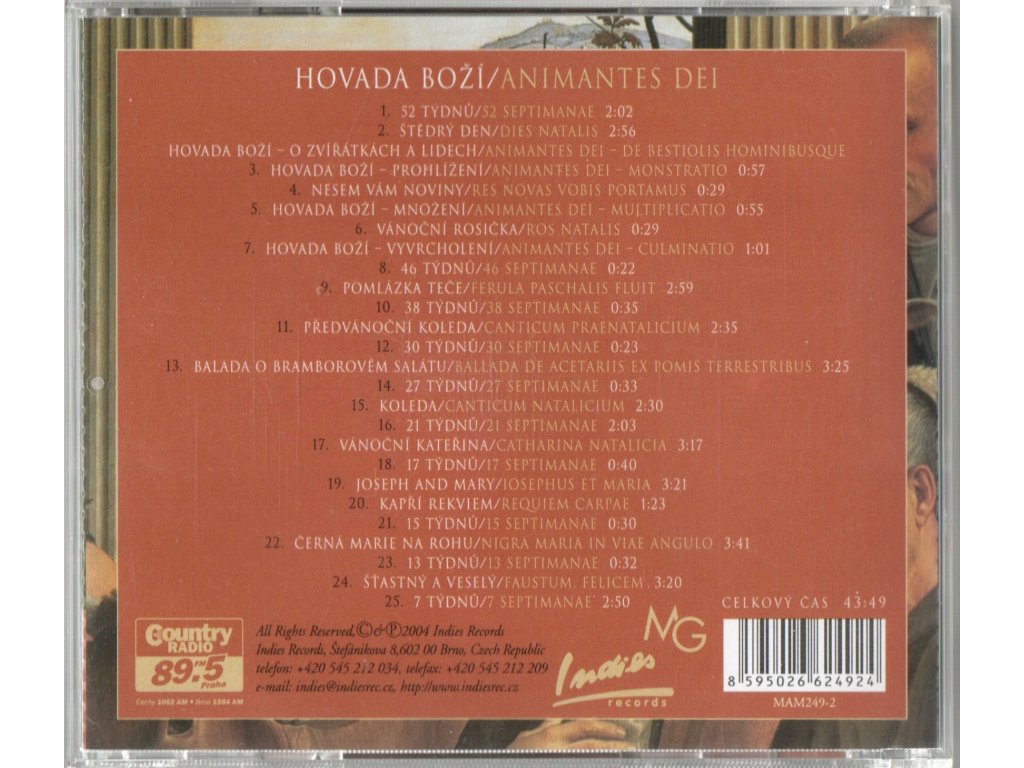 HOVADA BOŽÍ/ANIMANTES DEI
1. 52 TÝDNŮ/52 SEPTIMANAE 2:02
2. ŠTĚDRÝ DEN/DIES NATALIS 2:56
HOVADA BOŽÍ – O ZVÍŘÁTKÁCH A LIDECH/ANIMANTES DEI – DE BESTIOLIS HOMINIBUSQUE
3. HOVADA BOŽÍ – PROHLÍŽENÍ/ANIMANTES DEI – MONSTRATIO 0:57
4. NESEM VÁM NOVINY/RES NOVAS VOBIS PORTAMUS 0:29
5. HOVADA BOŽÍ – MNOŽENÍ/ANIMANTES DEI – MULTIPLICATIO 0:55
6. VÁNOČNÍ ROSIČKA/ROS NATALIS 0:29
7. HOVADA BOŽÍ – VYVRCHOLENÍ/ANIMANTES DEI – CULMINATIO 1:01
8. 46 TÝDNŮ/46 SEPTIMANAE 0:22
9. POMLÁZKA TEČE/FERULA PASCHALIS FLUIT 2:59
10. 38 TÝDNŮ/38 SEPTIMANAE 0:35
11. PŘEDVÁNOČNÍ KOLEDA/CANTICUM PRAENATALICIUM 2:35
12. 30 TÝDNŮ/30 SEPTIMANAE 0:23
13. BALADA O BRAMBOROVÉM SALÁTU/BALLADA DE ACETARIIS EX POMIS TERRESTRIBUS 3:25
14. 27 TÝDNŮ/27 SEPTIMANAE 0:33
15. KOLEDA/CANTICUM NATALICIUM 2:30
16. 21 TÝDNŮ/21 SEPTIMANAE 2:03
17. VÁNOČNÍ KATEŘINA/CATHARINA NATALICIA 3:17
18. 17 TÝDNŮ/17 SEPTIMANAE 0:40
19. JOSEPH AND MARY/IOSEPHUS ET MARIA 3:21
20. KAPŘÍ REKVIEM/REQUIEM CARPAE 1:23
21. 15 TÝDNŮ/15 SEPTIMANAE 0:30
22. ČERNÁ MARIE NA ROHU/NIGRA MARIA IN VIAE ANGULO 3:41
23. 13 TÝDNŮ/13 SEPTIMANAE 0:32
24. ŠŤASTNÝ A VESELÝ/FAUSTUM, FELICEM 3:20
25. 7 TÝDNŮ/7 SEPTIMANAE 2:50
CELKOVÝ ČAS 43:49
Country
RADIO
89.5 FM
Praha
Čechy 1062 AM • Brno 1584 AM
All Rights Reserved,©&℗2004 Indies Records
Indies Records, Štefánikova 8,602 00 Brno, Czech Republic
telefon: +420 545 212 034, telefax: +420 545 212 209
e-mail: indies@indiesrec.cz, http://www.indiesrec.cz
MG
Indies
records
8 595026 624924
MAM249-2